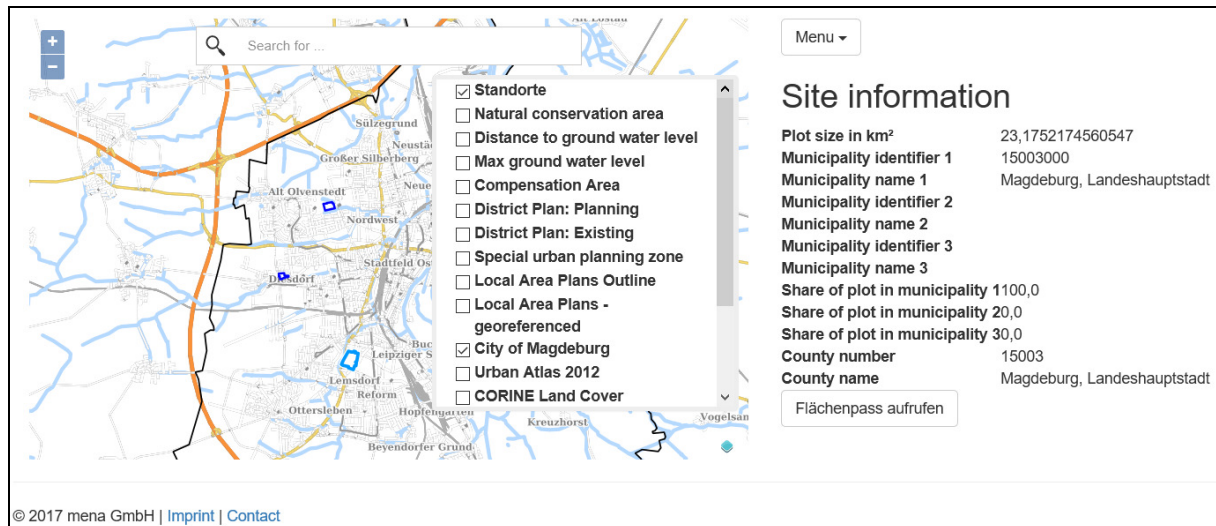 +
−
Search for ...
Menu
Alt Lostau
Sülzegrund
Neustä
Großer Silberberg
Neue
Alt Olvenstedt
Nordwest
Stadtfeld Os
Diesdorf
Buc
Leipziger S
Lemsdorf
Reform
Ottersleben
Hopfengarten
Kreuzhorst
Vogelsan
Beyendorfer Grund
Standorte
Natural conservation area
Distance to ground water level
Max ground water level
Compensation Area
District Plan: Planning
District Plan: Existing
Special urban planning zone
Local Area Plans Outline
Local Area Plans -
georeferenced
City of Magdeburg
Urban Atlas 2012
CORINE Land Cover
Site information
Plot size in km² 23,1752174560547
Municipality identifier 1 15003000
Municipality name 1 Magdeburg, Landeshauptstadt
Municipality identifier 2
Municipality name 2
Municipality identifier 3
Municipality name 3
Share of plot in municipality 1100,0
Share of plot in municipality 20,0
Share of plot in municipality 30,0
County number 15003
County name Magdeburg, Landeshauptstadt
Flächenpass aufrufen
© 2017 mena GmbH | Imprint | Contact